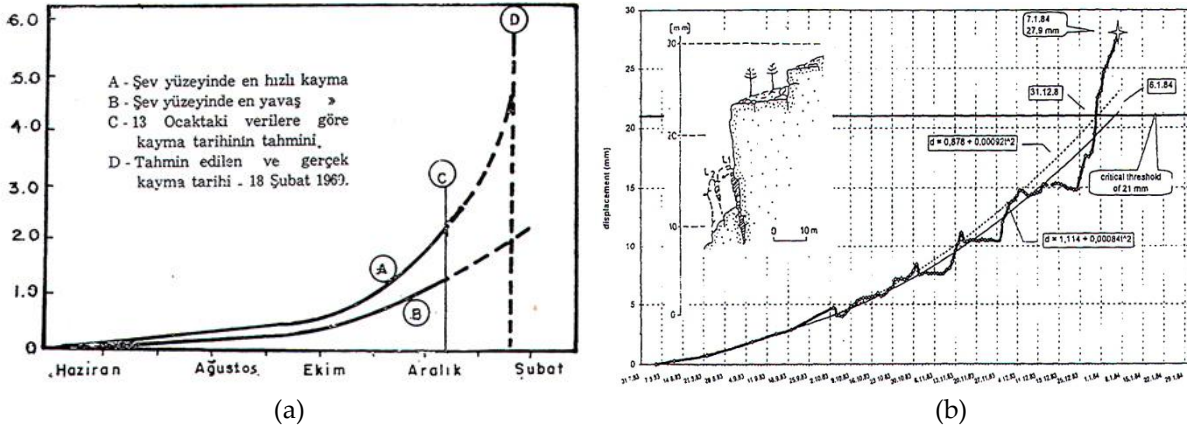 6.0
5.0
4.0
3.0
2.0
1.9
0
A - Şev yüzeyinde en hızlı kayma
B - Şev yüzeyinde en yavaş »
C - 13 Ocaktaki verilere göre
kayma tarihinin tahmini.
D - Tahmin edilen ve gerçek
kayma tarihi - 18 Şubat 1969.
A
B
C
D
Haziran Ağustos Ekim Aralık Şubat
(a)
displacement (mm)
30
25
20
15
10
5
0
[mm]
30
20
10
0
0 10 m
7.1.84
27.9 mm
31.12.8
6.1.84
d = 0,878 + 0,00092t^2
critical threshold
of 21 mm
d = 1,114 + 0,00084t^2
(b)